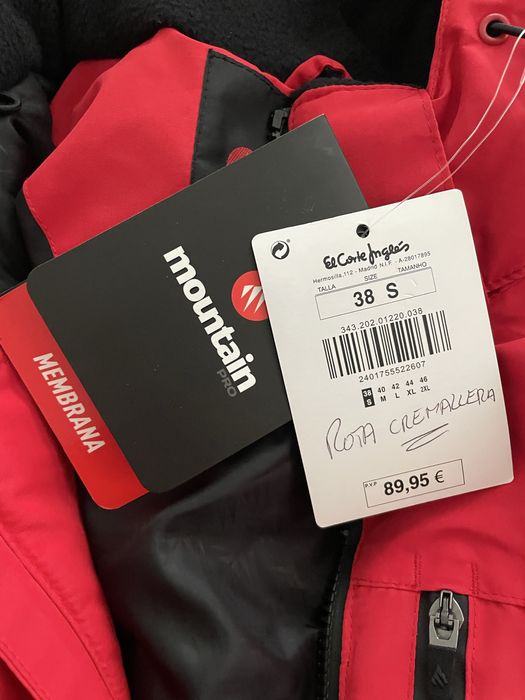 mountain
PRO
MEMBRANA
El Corte Inglés
Hermosilla,112 - Madrid N.I.F. - A-28017895
TALLA SIZE TAMANHO
38 S
343.202.01220.038
2401755522607
38 40 42 44 46
S M L XL 2XL
ROTA CREMALLERA
P.V.P
89,95 €